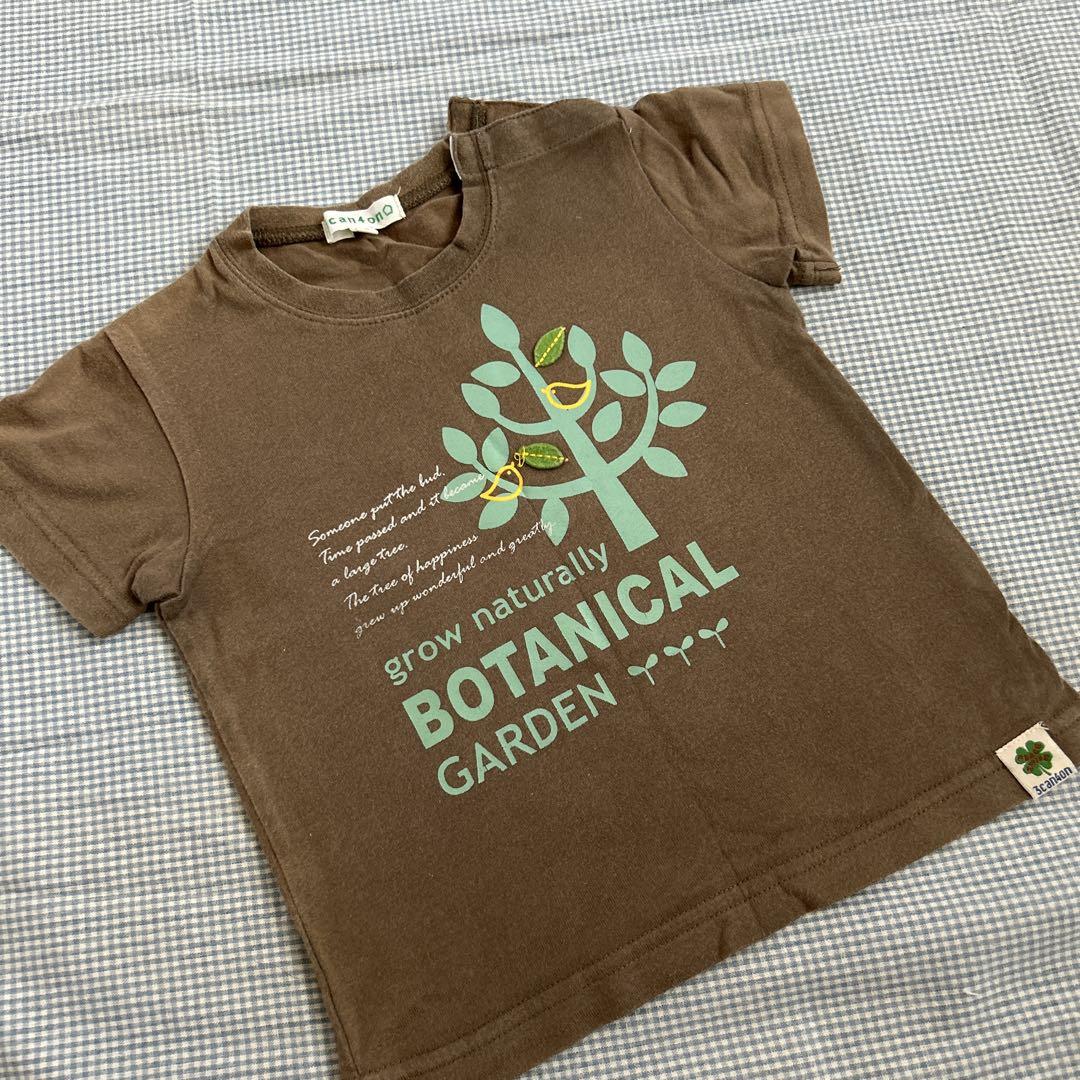 can4on
Someone put the bud.
Time passed and it became
a large tree.
The tree of happiness
grew up wonderful and greatly
grow naturally
BOTANICAL
GARDEN
3can4on